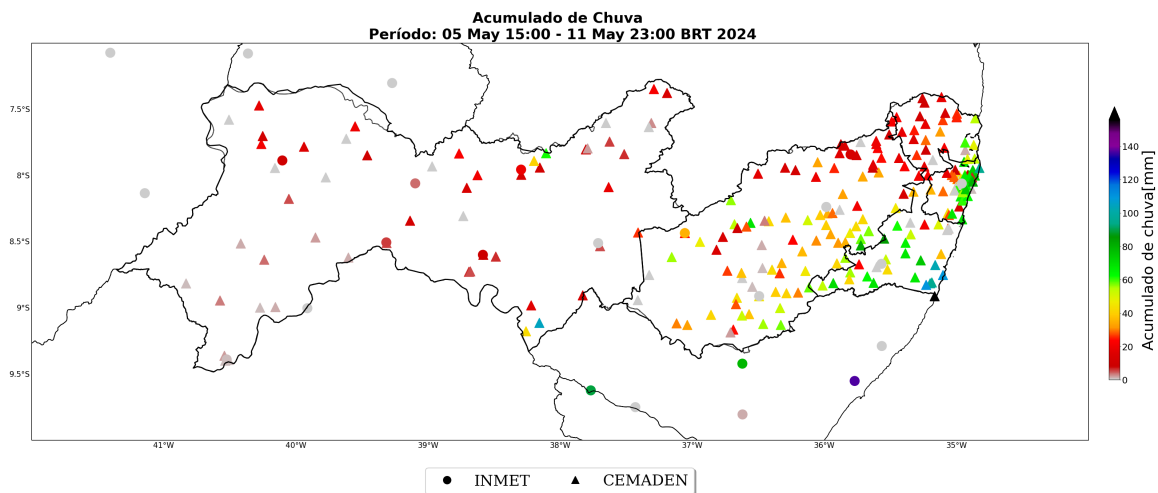 Acumulado de Chuva
Período: 05 May 15:00 - 11 May 23:00 BRT 2024
7.5°S
8°S
8.5°S
9°S
9.5°S
41°W 40°W 39°W 38°W 37°W 36°W 35°W
140
120
100
80
60
40
20
0
Acumulado de chuva[mm]
INMET CEMADEN